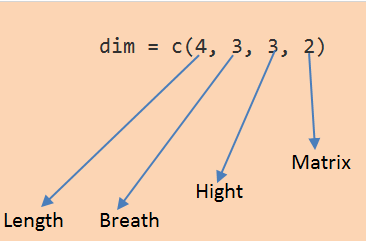 dim = c(4, 3, 3, 2)
Matrix
Hight
Length Breath